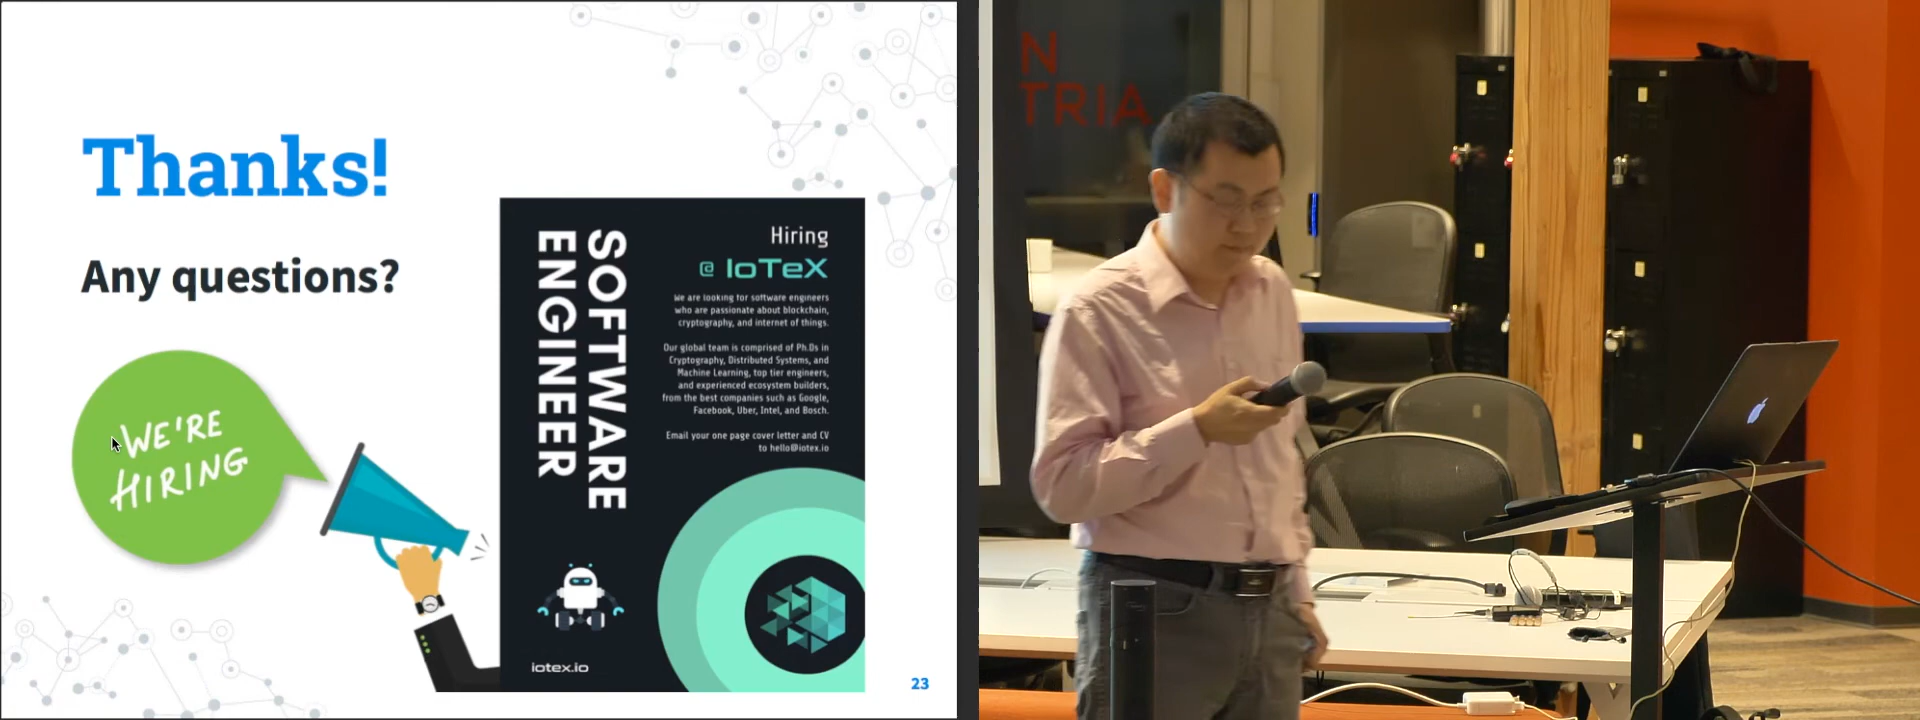 Thanks!
Any questions?
WE'RE
HIRING
SOFTWARE
ENGINEER
Hiring
@ IoTeX
We are looking for software engineers
who are passionate about blockchain,
cryptography, and internet of things.
Our global team is comprised of Ph.Ds in
Cryptography, Distributed Systems, and
Machine Learning, top tier engineers,
and experienced ecosystem builders,
from the best companies such as Google,
Facebook, Uber, Intel, and Bosch.
Email your one page cover letter and CV
to hello@iotex.io
iotex.io
23
N
TRIA